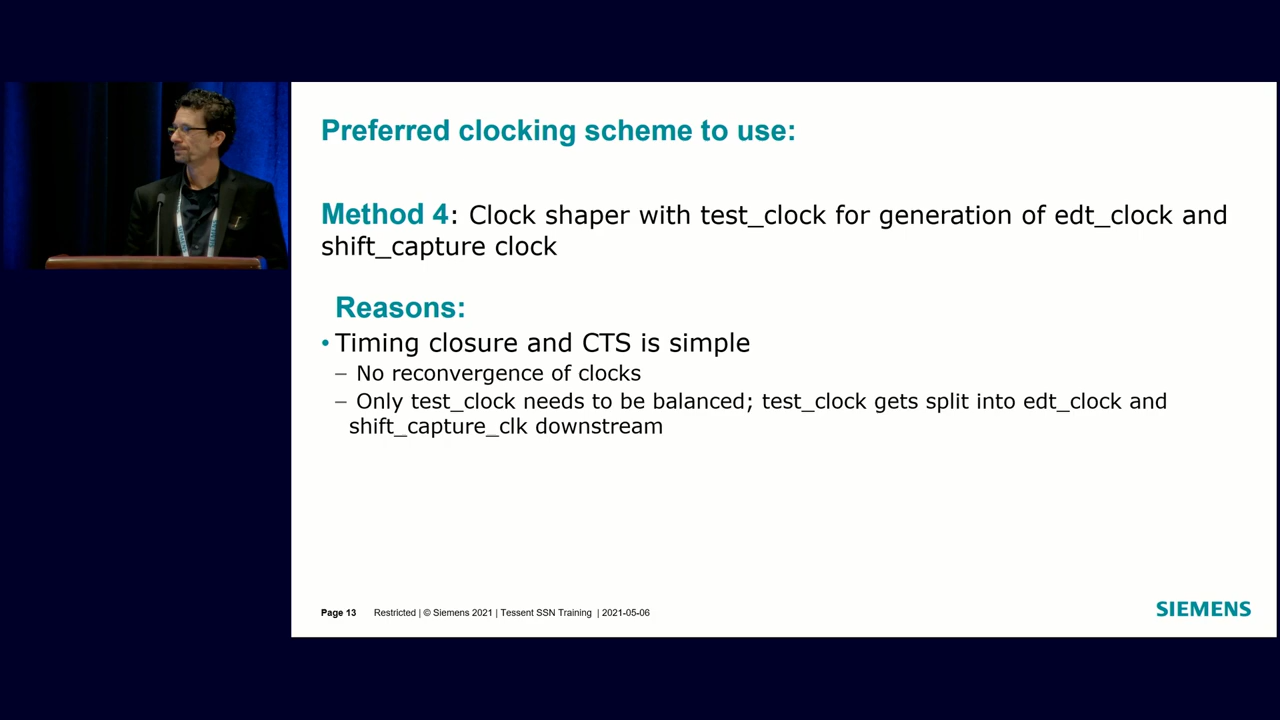 Preferred clocking scheme to use:
Method 4: Clock shaper with test_clock for generation of edt_clock and
shift_capture clock
Reasons:
• Timing closure and CTS is simple
– No reconvergence of clocks
– Only test_clock needs to be balanced; test_clock gets split into edt_clock and
shift_capture_clk downstream
Page 13 Restricted | © Siemens 2021 | Tessent SSN Training | 2021-05-06
SIEMENS